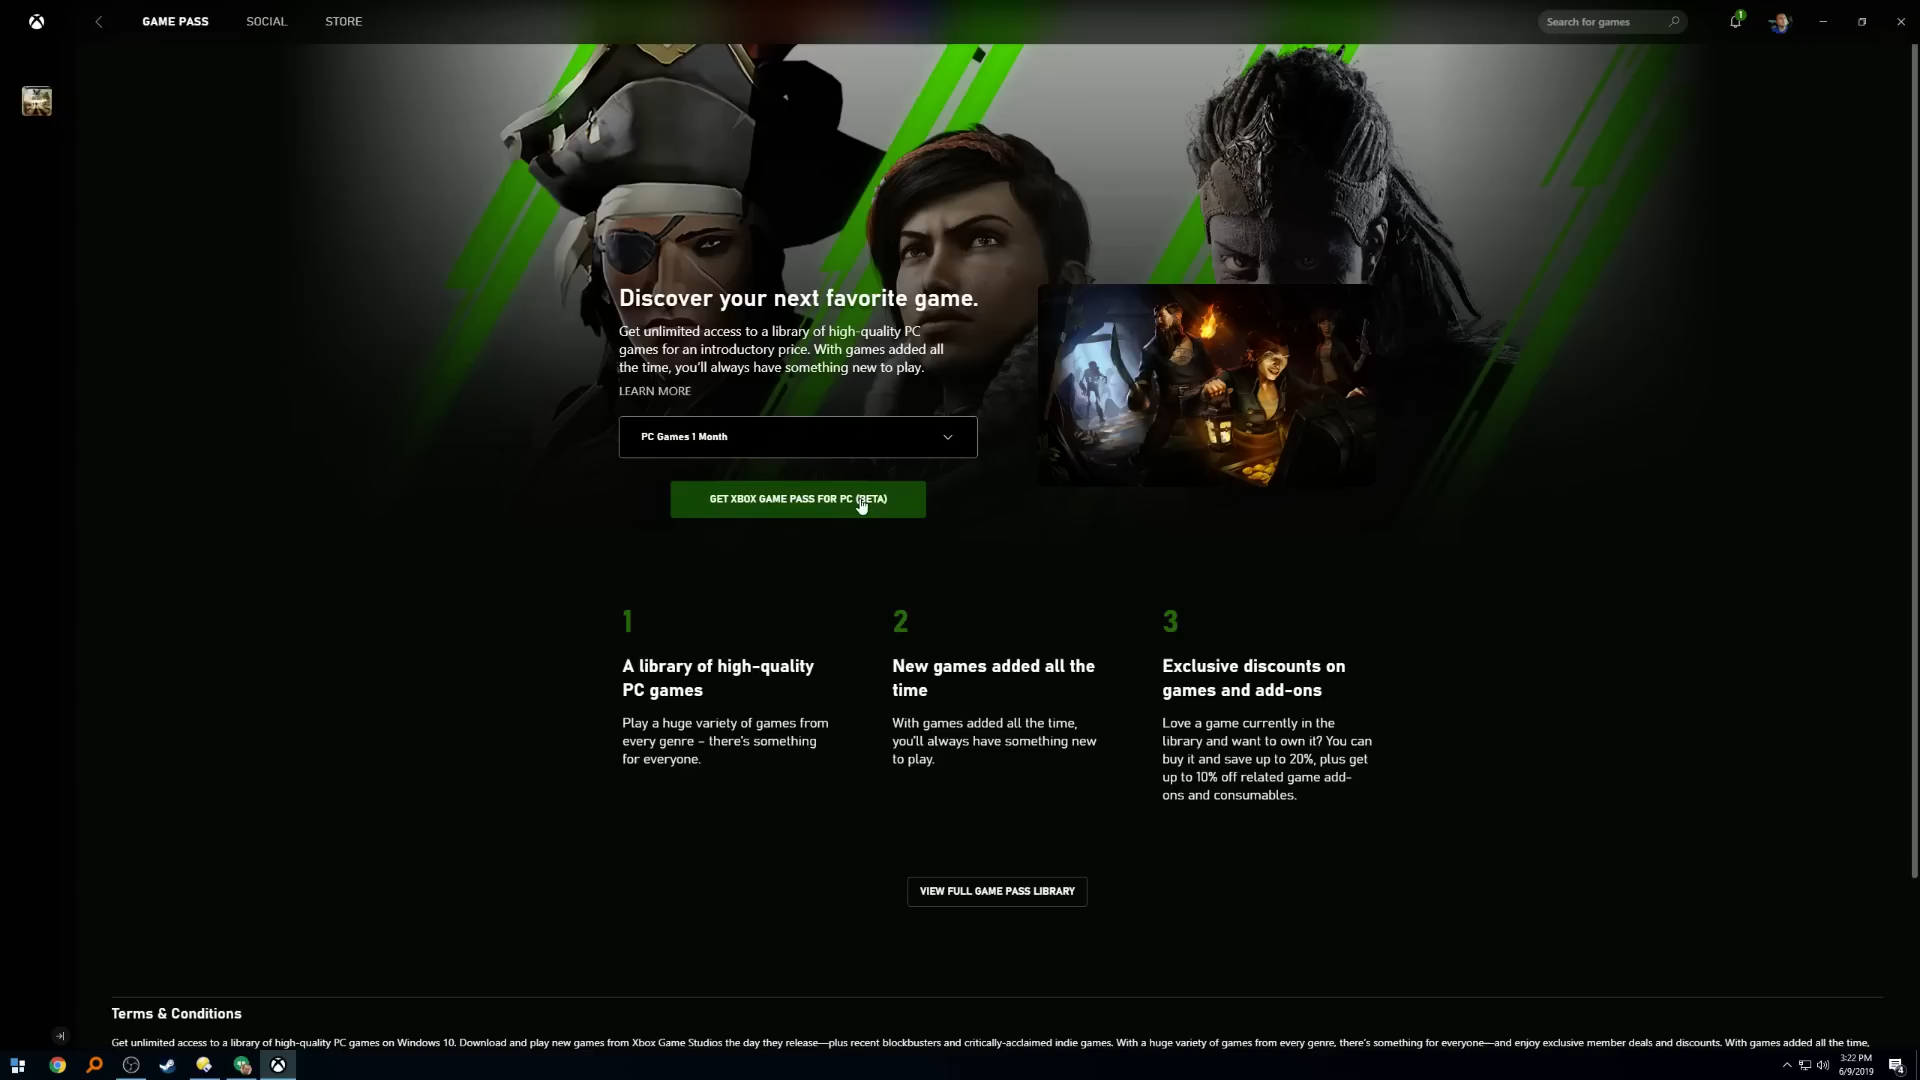 GAME PASS SOCIAL STORE Search for games 1
Discover your next favorite game.
Get unlimited access to a library of high-quality PC
games for an introductory price. With games added all
the time, you'll always have something new to play.
LEARN MORE
PC Games 1 Month
GET XBOX GAME PASS FOR PC (BETA)
1
A library of high-quality
PC games
Play a huge variety of games from
every genre – there's something
for everyone.
2
New games added all the
time
With games added all the time,
you'll always have something new
to play.
3
Exclusive discounts on
games and add-ons
Love a game currently in the
library and want to own it? You can
buy it and save up to 20%, plus get
up to 10% off related game add-
ons and consumables.
VIEW FULL GAME PASS LIBRARY
Terms & Conditions
Get unlimited access to a library of high-quality PC games on Windows 10. Download and play new games from Xbox Game Studios the day they release—plus recent blockbusters and critically-acclaimed indie games. With a huge variety of games from every genre, there's something for everyone—and enjoy exclusive member deals and discounts. With games added all the time,
3:22 PM
6/9/2019
4